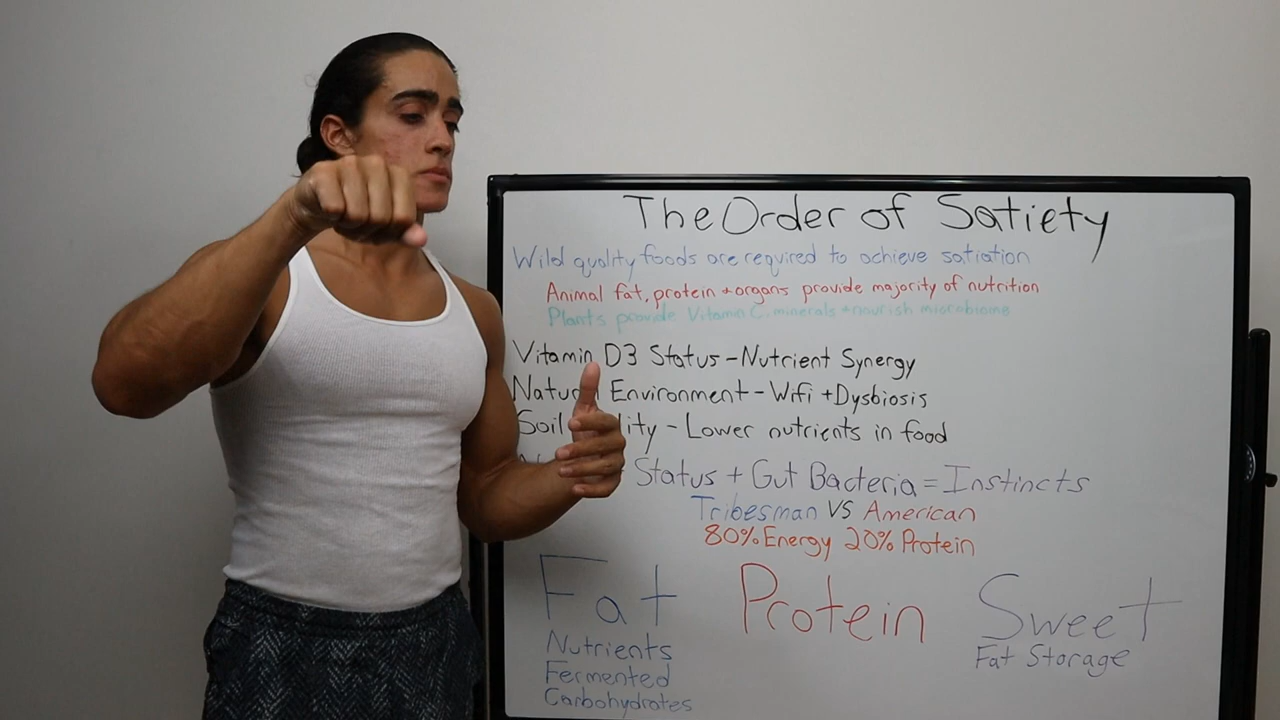 The Order of Satiety
Wild quality foods are required to achieve satiation
Animal fat, protein + organs provide majority of nutrition
Plants provide Vitamin C, minerals + nourish microbiome
Vitamin D3 Status - Nutrient Synergy
Environment - Wifi + Dysbiosis
Soil - Lower nutrients in food
Status + Gut Bacteria = Instincts
Tribesman VS American
80% Energy 20% Protein
Fat Protein Sweet
Nutrients Fat Storage
Fermented
Carbohydrates